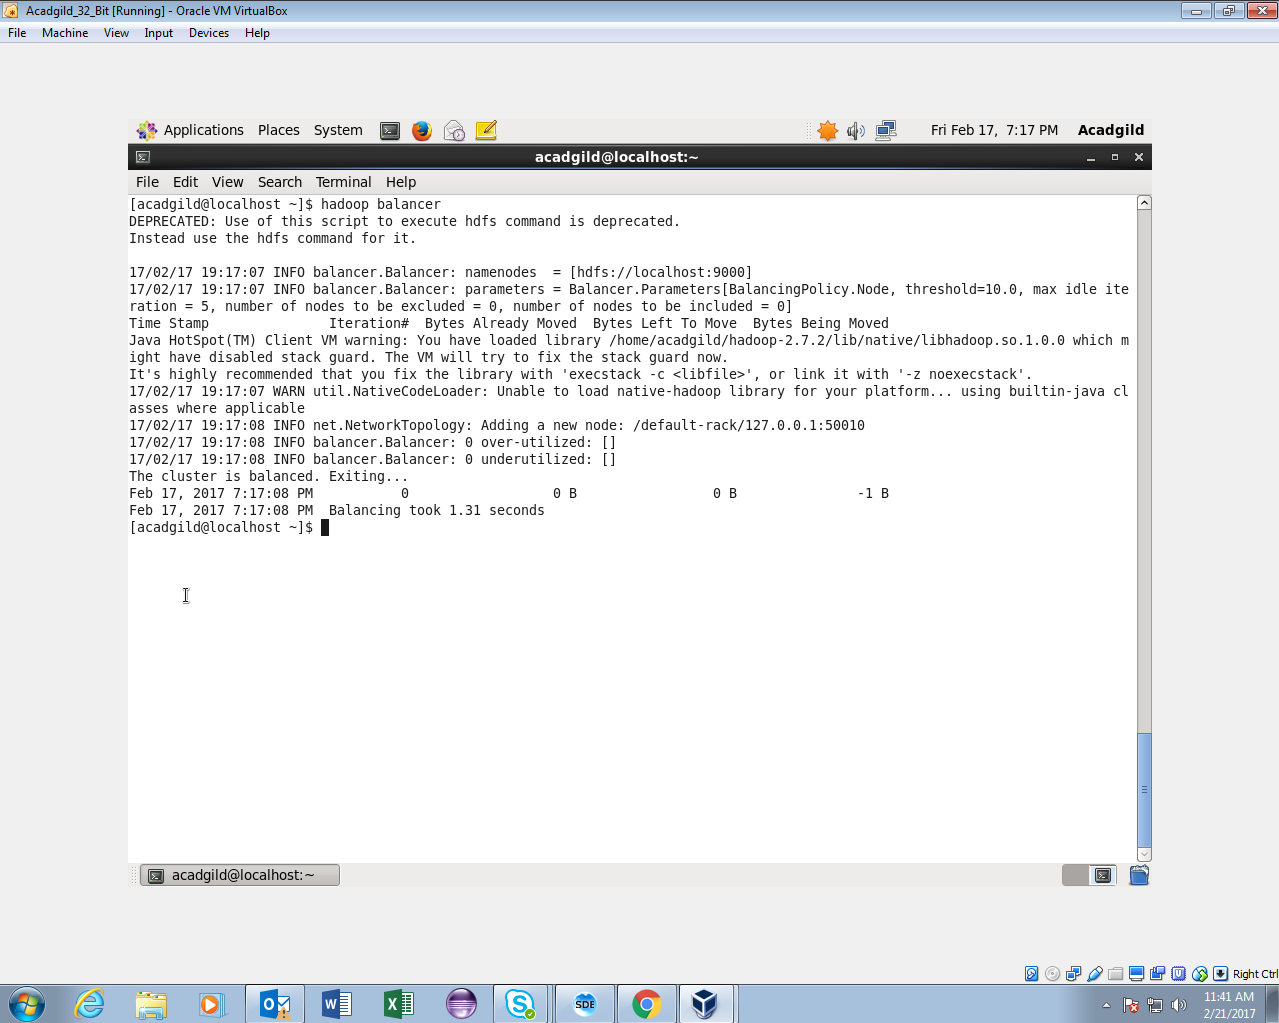 Acadgild_32_Bit [Running] - Oracle VM VirtualBox
File Machine View Input Devices Help
Applications Places System Fri Feb 17, 7:17 PM Acadgild
acadgild@localhost:~
File Edit View Search Terminal Help
[acadgild@localhost ~]$ hadoop balancer
DEPRECATED: Use of this script to execute hdfs command is deprecated.
Instead use the hdfs command for it.
17/02/17 19:17:07 INFO balancer.Balancer: namenodes  = [hdfs://localhost:9000]
17/02/17 19:17:07 INFO balancer.Balancer: parameters = Balancer.Parameters[BalancingPolicy.Node, threshold=10.0, max idle ite
ration = 5, number of nodes to be excluded = 0, number of nodes to be included = 0]
Time Stamp               Iteration#  Bytes Already Moved  Bytes Left To Move  Bytes Being Moved
Java HotSpot(TM) Client VM warning: You have loaded library /home/acadgild/hadoop-2.7.2/lib/native/libhadoop.so.1.0.0 which m
ight have disabled stack guard. The VM will try to fix the stack guard now.
It's highly recommended that you fix the library with 'execstack -c <libfile>', or link it with '-z noexecstack'.
17/02/17 19:17:07 WARN util.NativeCodeLoader: Unable to load native-hadoop library for your platform... using builtin-java cl
asses where applicable
17/02/17 19:17:08 INFO net.NetworkTopology: Adding a new node: /default-rack/127.0.0.1:50010
17/02/17 19:17:08 INFO balancer.Balancer: 0 over-utilized: []
17/02/17 19:17:08 INFO balancer.Balancer: 0 underutilized: []
The cluster is balanced. Exiting...
Feb 17, 2017 7:17:08 PM           0                  0 B                 0 B               -1 B
Feb 17, 2017 7:17:08 PM  Balancing took 1.31 seconds
[acadgild@localhost ~]$
acadgild@localhost:~
Right Ctrl
SDE
11:41 AM
2/21/2017